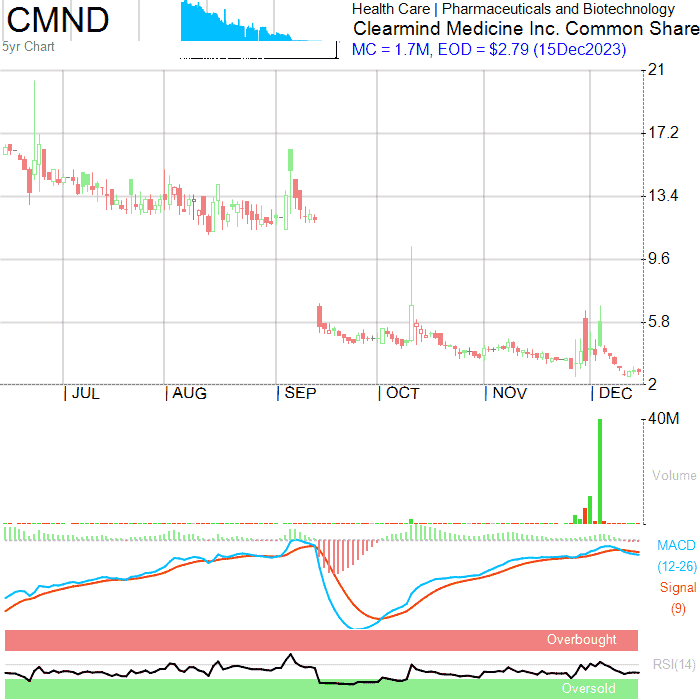 CMND
5yr Chart
Health Care | Pharmaceuticals and Biotechnology
Clearmind Medicine Inc. Common Share
MC = 1.7M, EOD = $2.79 (15Dec2023)
21
17.2
13.4
9.6
5.8
2
| JUL | AUG | SEP | OCT | NOV | DEC
40M
Volume
MACD
(12-26)
Signal
(9)
Overbought
RSI(14)
Oversold